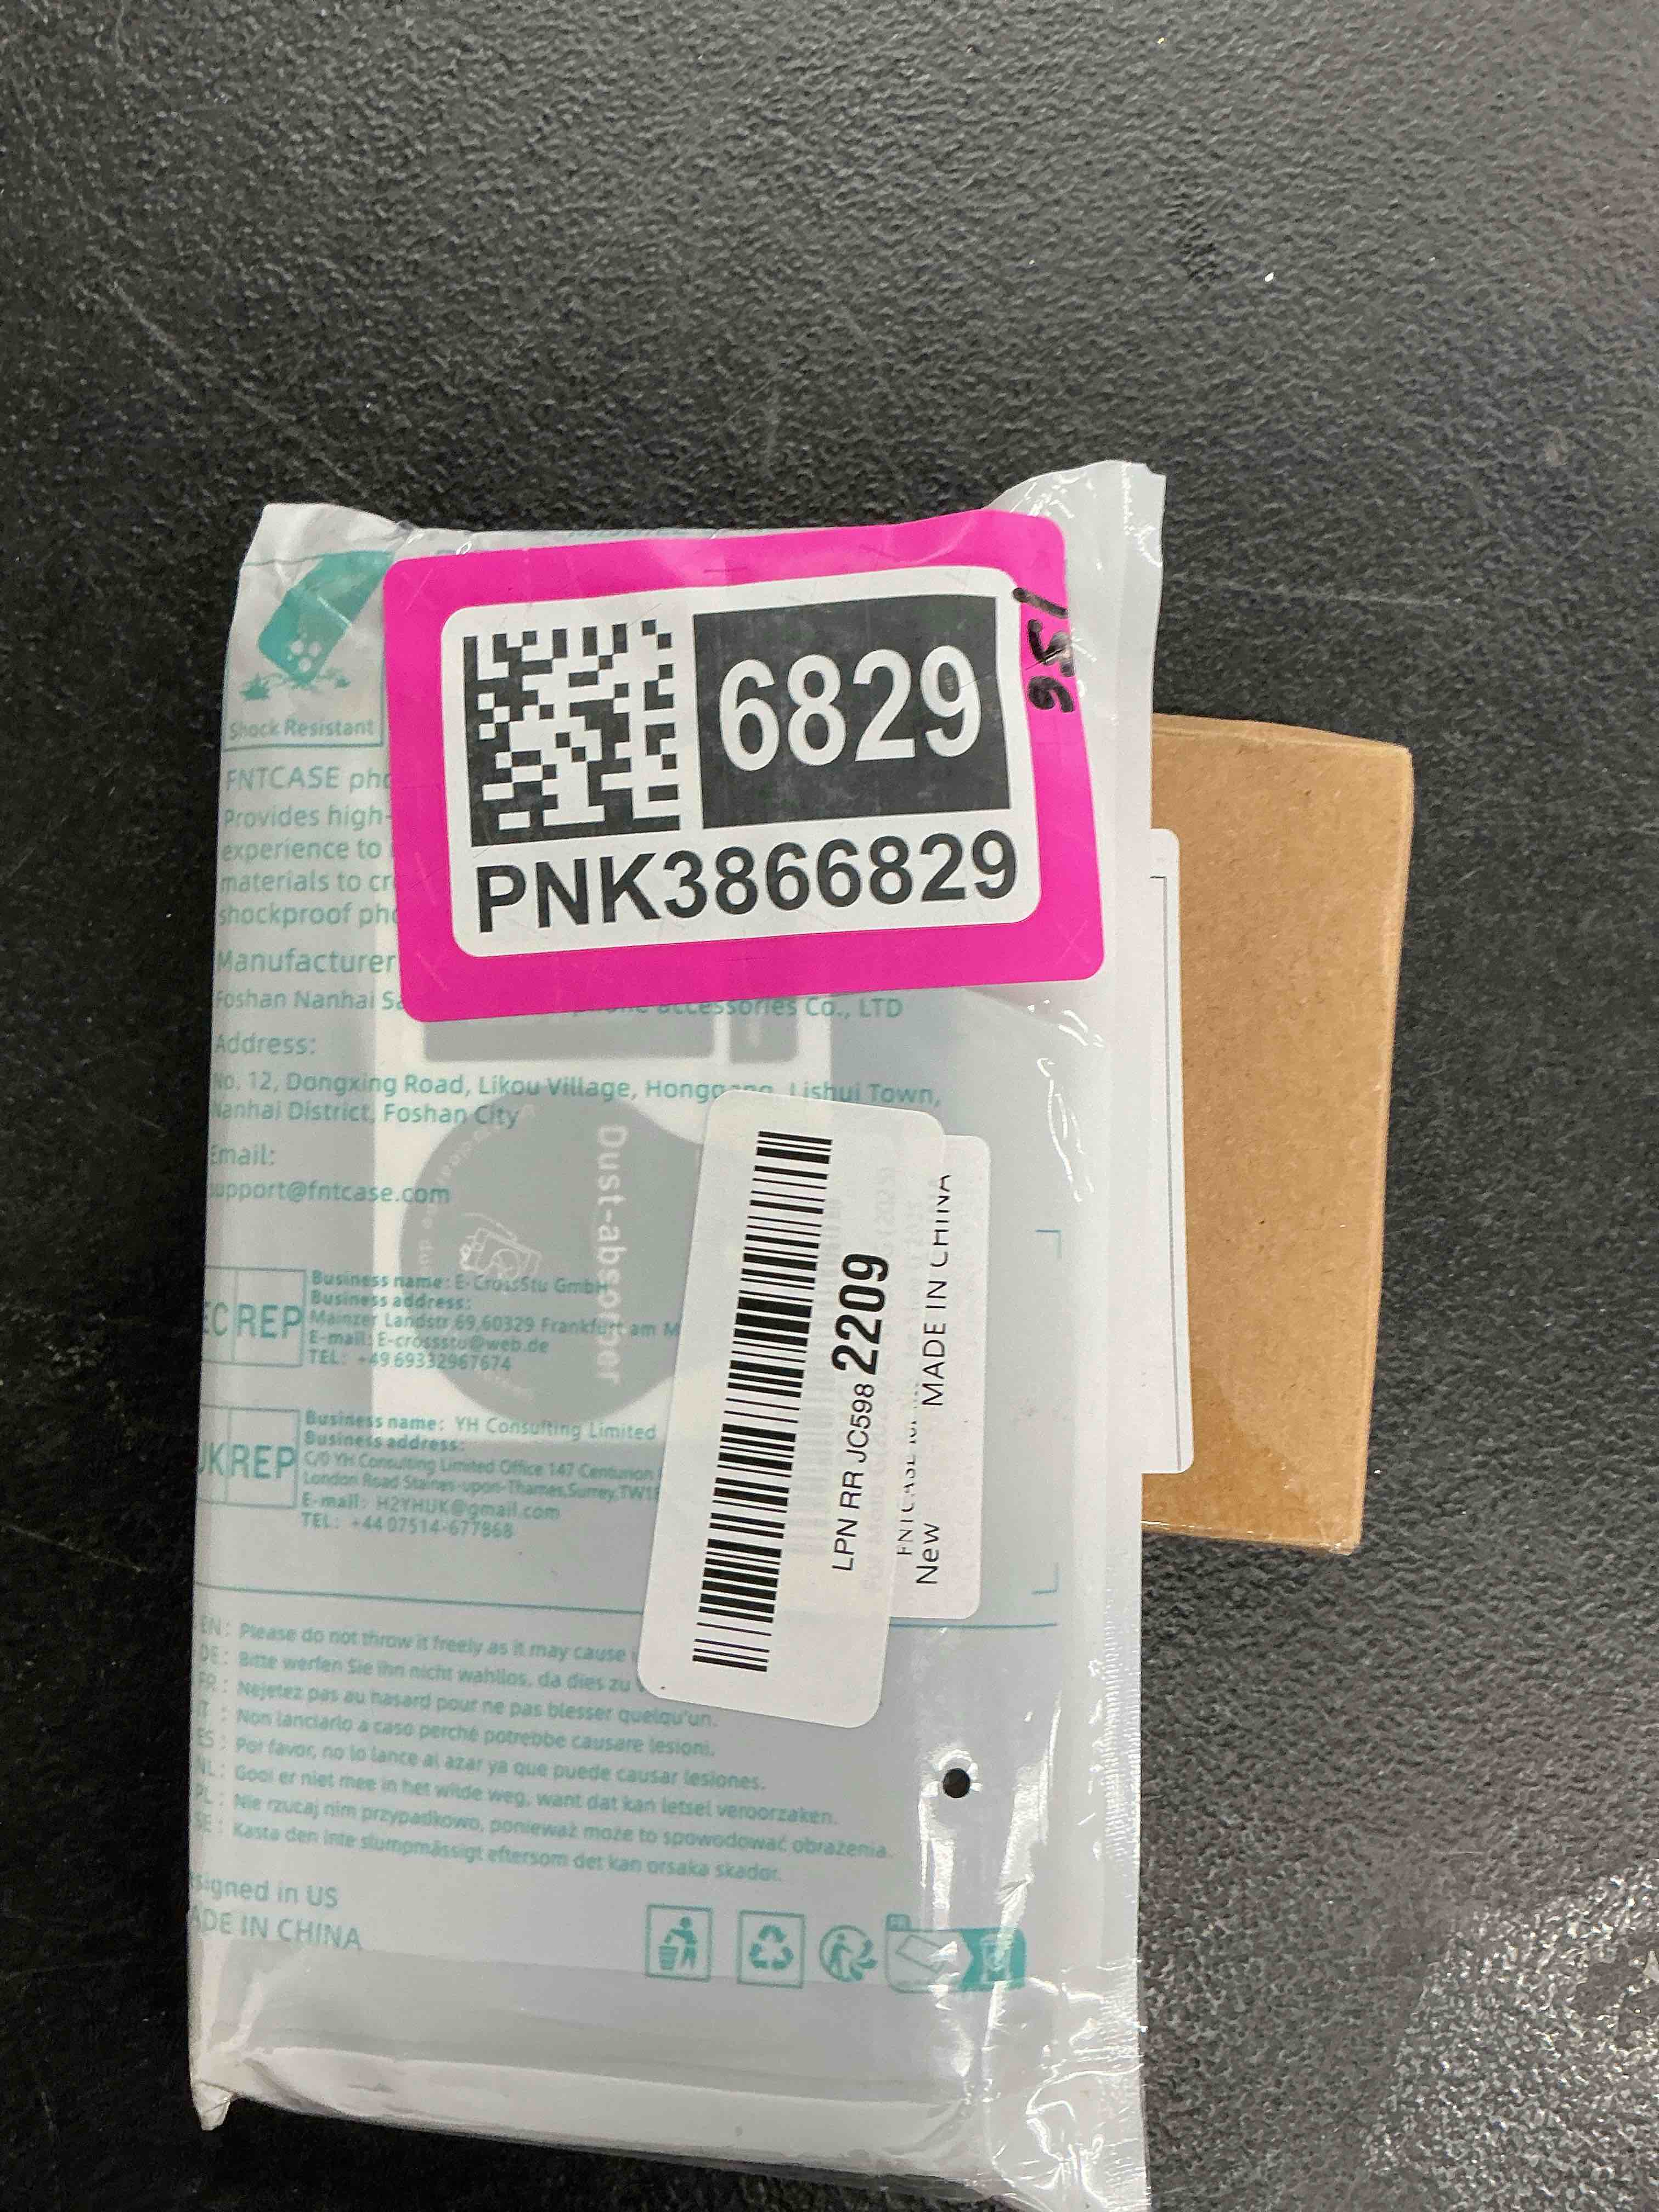 Shock Resistant
6829
156
PNK3866829
FNTCASE
Provides high-
experience to
materials to
shockproof
Manufacturer
Foshan Nanhai
accessories Co., LTD
Address:
No. 12, Dongxing Road, Likou Village, Lishui Town,
Nanhai District, Foshan City
Email:
support@fntcase.com
Dust-absorber
REP
Business name: E-CrossStu GmbH
Business address:
Mainzer Landstr 69,60329 Frankfurt am
E-mail: E-crossstu@web.de
TEL: +49 69332967674
REP
Business name: YH Consulting Limited
Business address:
C/O YH Consulting Limited Office 147 Centurion
London Road Staines-upon-Thames, Surrey,
E-mail: H2YHUK@gmail.com
TEL: +44 07514-677868
LPN RR JC598 2209
New MADE IN CHINA
EN: Please do not throw it freely as it may cause
DE: Bitte werfen Sie ihn nicht wahllos, da dies zu
FR: Nejetez pas au hasard pour ne pas blesser quelqu'un.
IT: Non lanciarlo a caso perché potrebbe causare lesioni.
ES: Por favor, no lo lance al azar ya que puede causar lesiones.
NL: Gooi er niet mee in het wilde weg, want dat kan letsel veroorzaken.
PL: Nie rzucaj nim przypadkowo, ponieważ może to spowodować obrażenia.
SE: Kasta den inte slumpmässigt eftersom det kan orsaka skador.
signed in US
ADE IN CHINA
FR